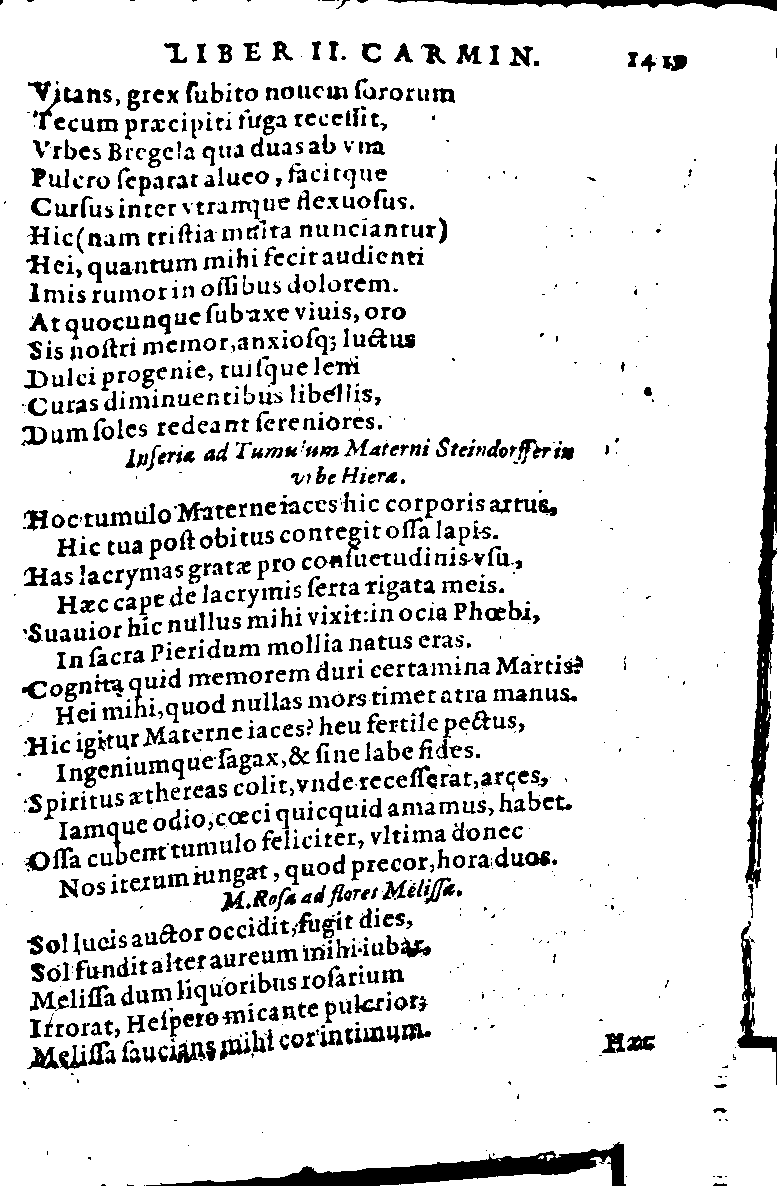 LIBER II. CARMIN. 1419
Vitans, grex ſubito nouem ſororum
Tecum præcipiti fuga receſſit,
Vrbes Bregela qua duas ab vna
Pulcro ſeparat alueo, facitque
Curſus inter vtramque flexuoſus.
Hic (nam triſtia multa nunciantur)
Hei, quantum mihi fecit audienti
Imis rumor in oſſibus dolorem.
At quocunque ſub axe viuis, oro
Sis noſtri memor, anxioſq; luctus
Dulci progenie, tuiſque leni
Curas diminuentibus libellis,
Dum ſoles redeant ſereniores.
Inferiæ ad Tumulum Materni Steindorffer in
vrbe Hiera.
Hoc tumulo Materne iaces hic corporis artus,
Hic tua poſt obitus contegit oſſa lapis.
Has lacrymas gratæ pro conſuetudinis vſu,
Hæc cape de lacrymis ſerta rigata meis.
Suauior hic nullus mihi vixit: in ocia Phœbi,
In ſacra Pieridum mollia natus eras.
Cognita quid memorem duri certamina Martis?
Hei mihi, quod nullas mors timet atra manus.
Hic igitur Materne iaces? heu fertile pectus,
Ingeniumque ſagax, & ſine labe fides.
Spiritus æthereas colit, vnde receſſerat, arces,
Iamque odio, cœci quicquid amamus, habet.
Oſſa cubent tumulo feliciter, vltima donec
Nos iterum iungat, quod precor, hora duos.
M. Roſa ad flores Meliſſa.
Sol lucis auctor occidit, fugit dies,
Sol fundit alter aureum mihi iubar,
Meliſſa dum liquoribus roſarium
Irrorat, Heſpero micante pulcrior;
Meliſſa ſaucians mihi cor intimum.
Hæc